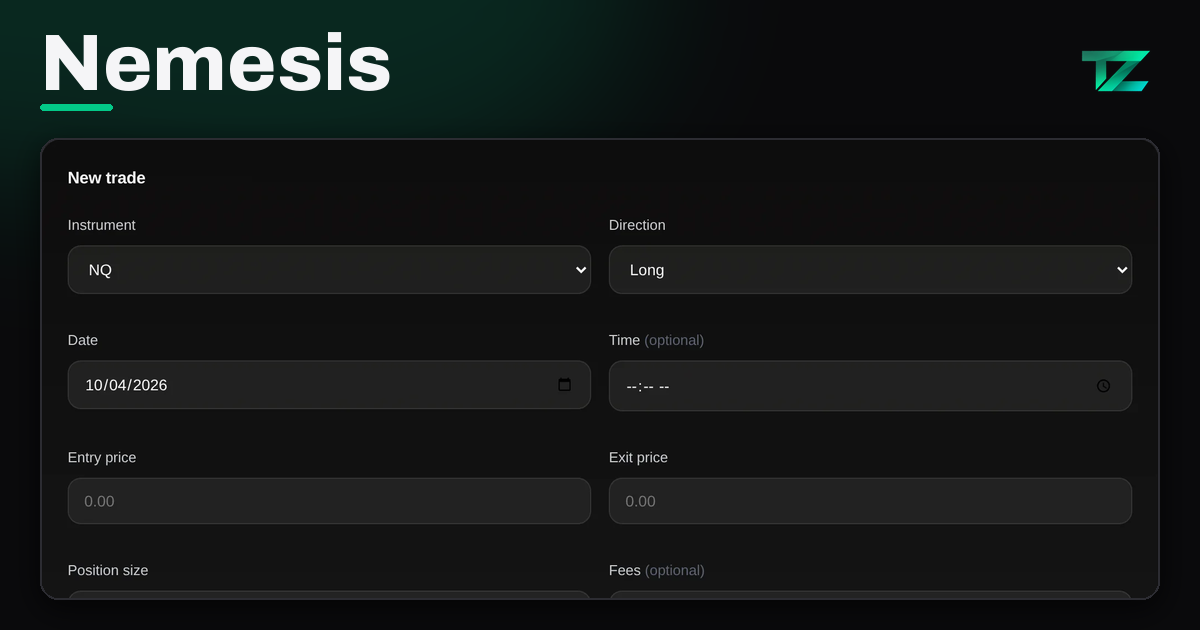 Nemesis
TZ
New trade
Instrument
Direction
NQ
Long
Date
Time (optional)
10/04/2026
--:-- --
Entry price
Exit price
0.00
0.00
Position size
Fees (optional)